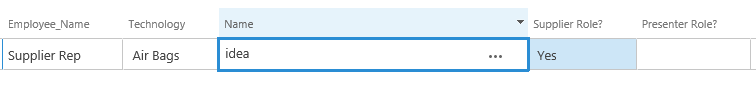 Employee_Name Technology Name Supplier Role? Presenter Role?
Supplier Rep Air Bags idea ... Yes